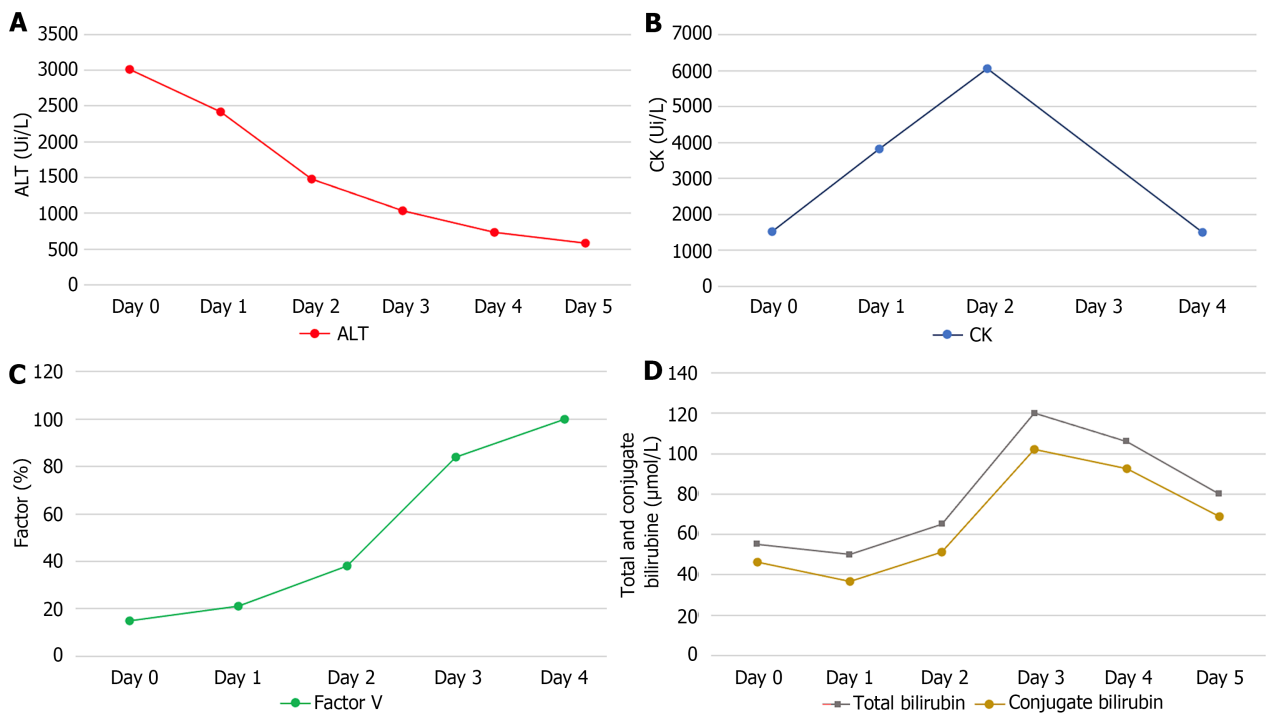 A
ALT (Ui/L)
3500
3000
2500
2000
1500
1000
500
0
Day 0 Day 1 Day 2 Day 3 Day 4 Day 5
ALT
B
CK (Ui/L)
7000
6000
5000
4000
3000
2000
1000
0
Day 0 Day 1 Day 2 Day 3 Day 4
CK
C
Factor (%)
120
100
80
60
40
20
0
Day 0 Day 1 Day 2 Day 3 Day 4
Factor V
D
Total and conjugate
bilirubine (µmol/L)
140
120
100
80
60
40
20
0
Day 0 Day 1 Day 2 Day 3 Day 4 Day 5
Total bilirubin Conjugate bilirubin